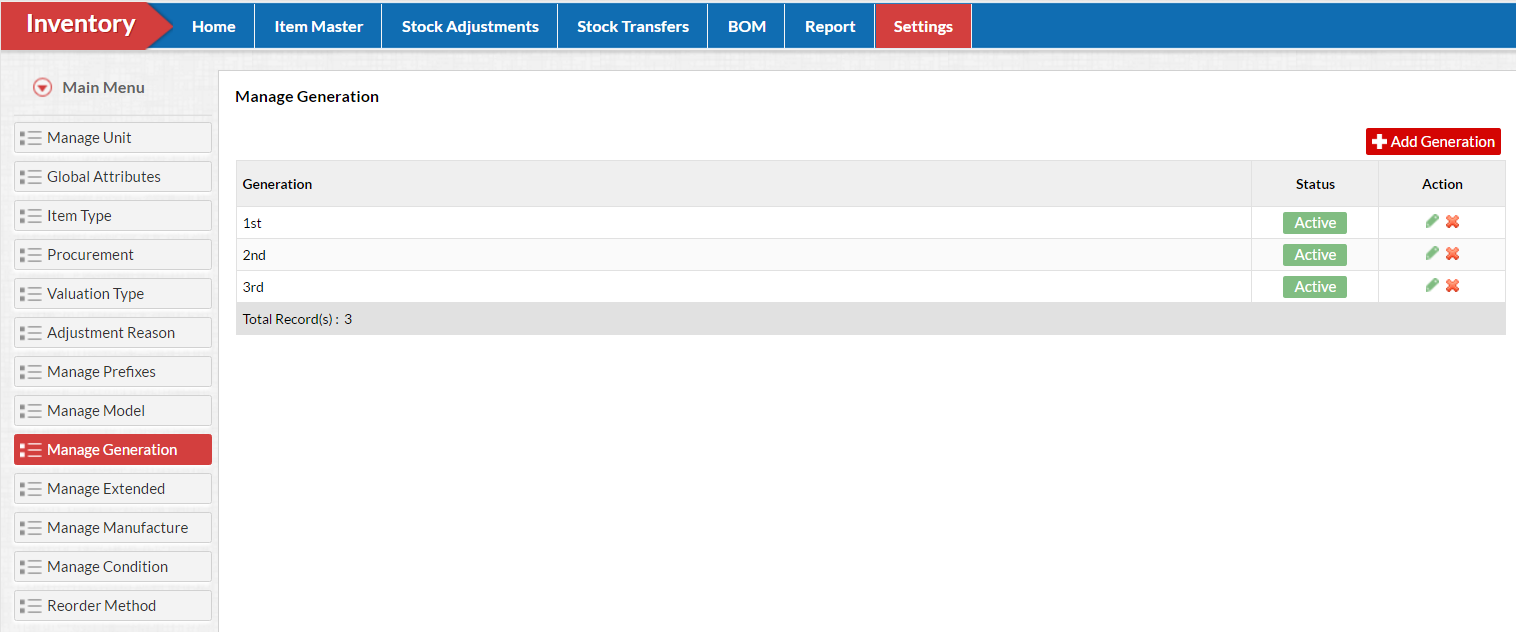 Inventory
Home
Item Master
Stock Adjustments
Stock Transfers
BOM
Report
Settings
Main Menu
Manage Unit
Global Attributes
Item Type
Procurement
Valuation Type
Adjustment Reason
Manage Prefixes
Manage Model
Manage Generation
Manage Extended
Manage Manufacture
Manage Condition
Reorder Method
Manage Generation
Add Generation
Generation Status Action
1st Active
2nd Active
3rd Active
Total Record(s) : 3